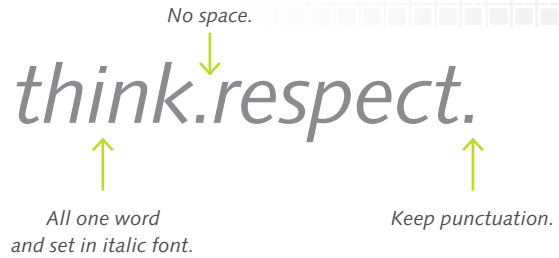 No space.
think.respect.
All one word
and set in italic font.
Keep punctuation.